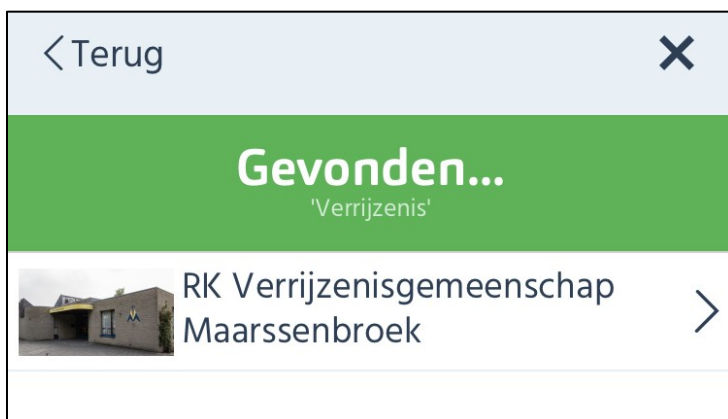 Terug
Gevonden...
'Verrijzenis'
RK Verrijzenisgemeenschap
Maarssenbroek